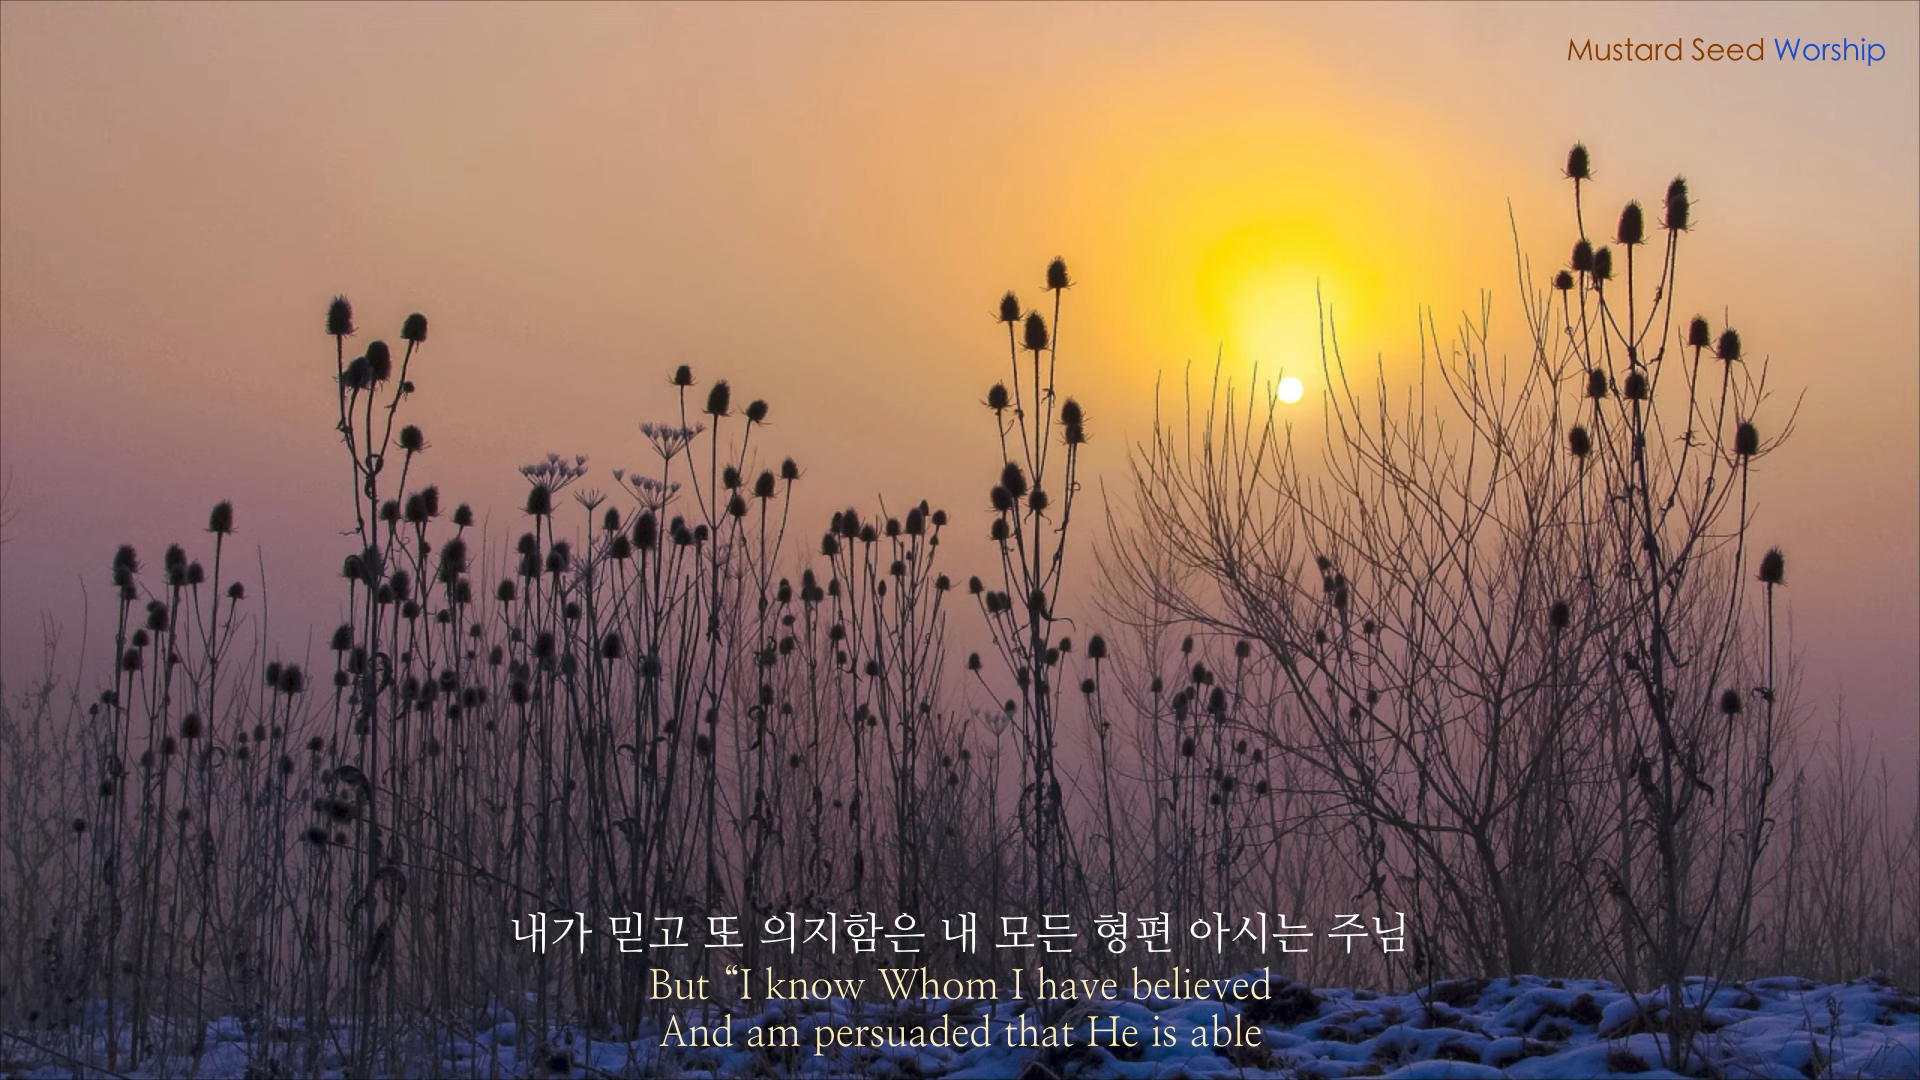 Mustard Seed Worship
내가 믿고 또 의지함은 내 모든 형편 아시는 주님
But “I know Whom I have believed
And am persuaded that He is able